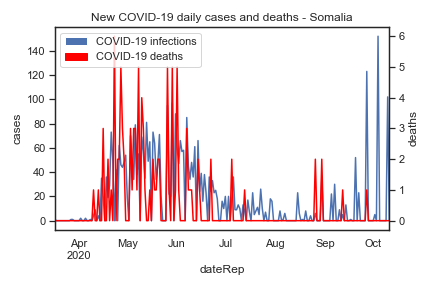 New COVID-19 daily cases and deaths - Somalia
COVID-19 infections
COVID-19 deaths
140
120
100
80
60
40
20
0
cases
6
5
4
3
2
1
0
deaths
Apr May Jun Jul Aug Sep Oct
2020
dateRep